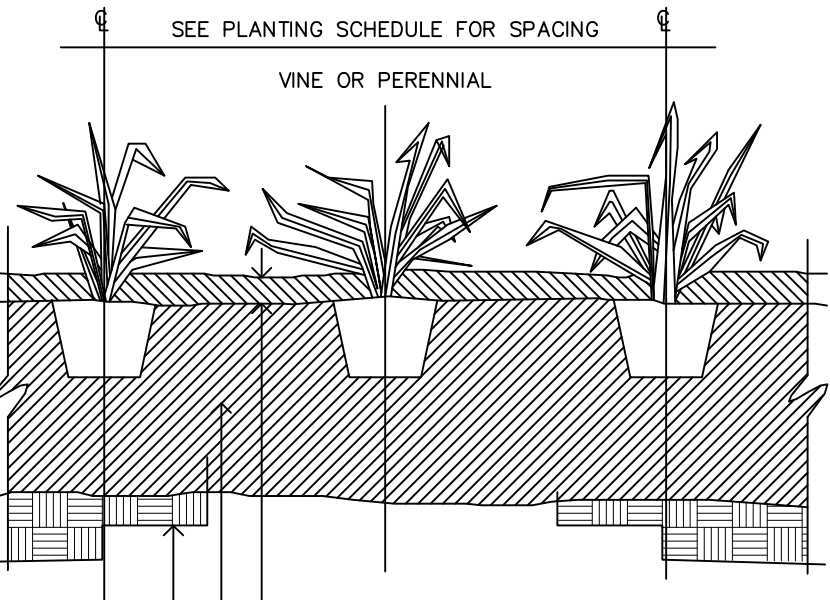 ℄ SEE PLANTING SCHEDULE FOR SPACING ℄
VINE OR PERENNIAL